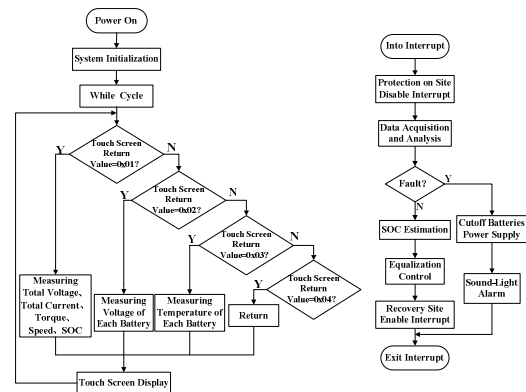 Power On
System Initialization
While Cycle
Touch Screen
Return
Value=0x01?
Y
N
Touch Screen
Return
Value=0x02?
Y
N
Touch Screen
Return
Value=0x03?
Y
N
Touch Screen
Return
Value=0x04?
Y
Measuring
Total Voltage、
Total Current、
Torque、
Speed、SOC
Measuring
Voltage of
Each Battery
Measuring
Temperature of
Each Battery
Return
Touch Screen Display
Into Interrupt
Protection on Site
Disable Interrupt
Data Acquisition
and Analysis
Fault?
Y
N
SOC Estimation
Cutoff Batteries
Power Supply
Equalization
Control
Sound-Light
Alarm
Recovery Site
Enable Interrupt
Exit Interrupt